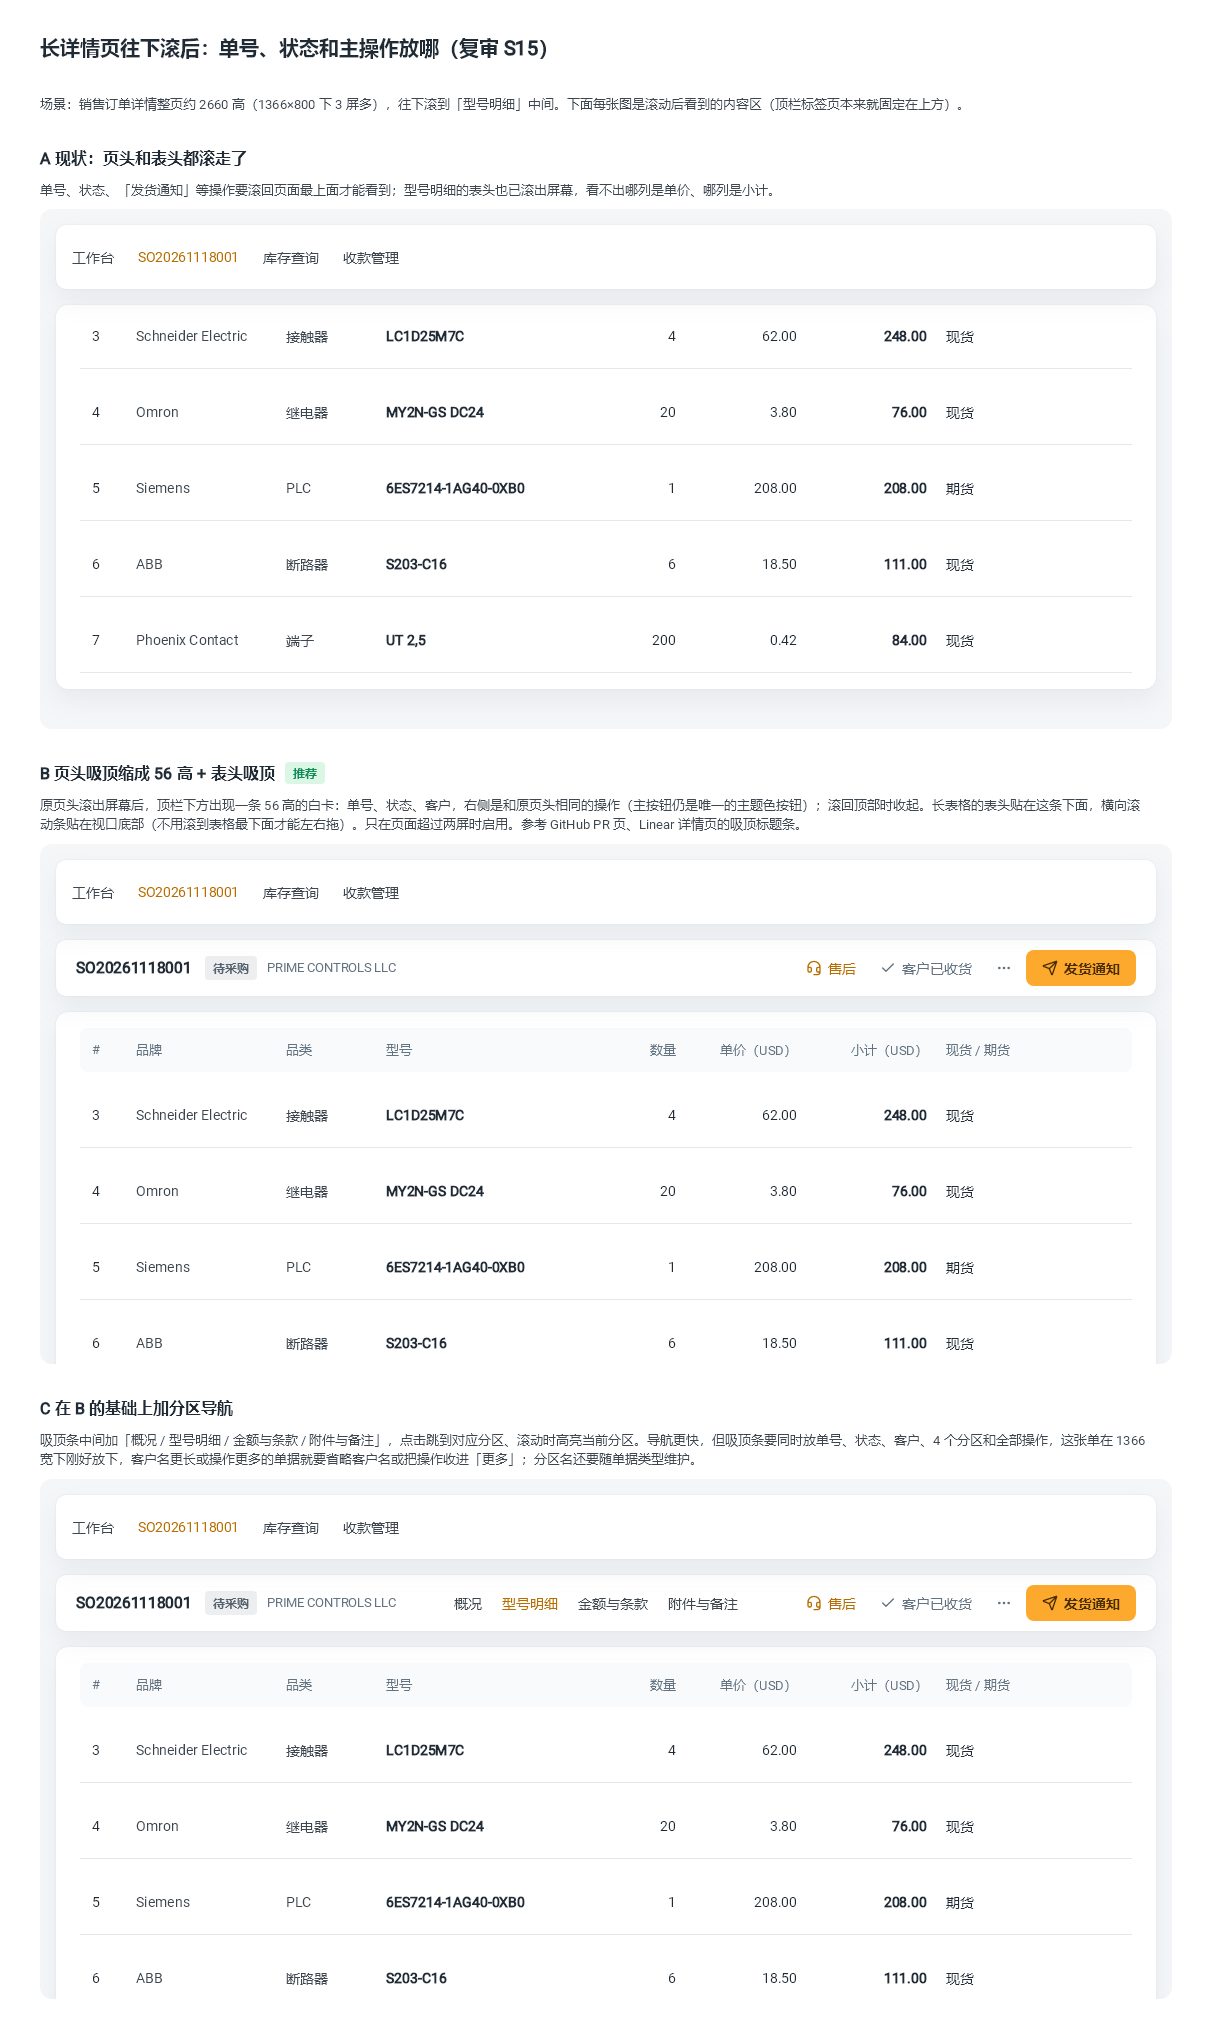 长详情页往下滚后：单号、状态和主操作放哪（复审 S15）
场景：销售订单详情整页约 2660 高（1366×800 下 3 屏多），往下滚到「型号明细」中间。下面每张图是滚动后看到的内容区（顶栏标签页本来就固定在上方）。
A 现状：页头和表头都滚走了
单号、状态、「发货通知」等操作要滚回页面最上面才能看到；型号明细的表头也已滚出屏幕，看不出哪列是单价、哪列是小计。
工作台 SO20261118001 库存查询 收款管理
3 Schneider Electric 接触器 LC1D25M7C 4 62.00 248.00 现货
4 Omron 继电器 MY2N-GS DC24 20 3.80 76.00 现货
5 Siemens PLC 6ES7214-1AG40-0XB0 1 208.00 208.00 期货
6 ABB 断路器 S203-C16 6 18.50 111.00 现货
7 Phoenix Contact 端子 UT 2,5 200 0.42 84.00 现货
B 页头吸顶缩成 56 高 + 表头吸顶 推荐
原页头滚出屏幕后，顶栏下方出现一条 56 高的白卡：单号、状态、客户，右侧是和原页头相同的操作（主按钮仍是唯一的主题色按钮）；滚回顶部时收起。长表格的表头贴在这条下面，横向滚
动条贴在视口底部（不用滚到表格最下面才能左右拖）。只在页面超过两屏时启用。参考 GitHub PR 页、Linear 详情页的吸顶标题条。
工作台 SO20261118001 库存查询 收款管理
SO20261118001 待采购 PRIME CONTROLS LLC 售后 客户已收货 ··· 发货通知
# 品牌 品类 型号 数量 单价（USD） 小计（USD） 现货 / 期货
3 Schneider Electric 接触器 LC1D25M7C 4 62.00 248.00 现货
4 Omron 继电器 MY2N-GS DC24 20 3.80 76.00 现货
5 Siemens PLC 6ES7214-1AG40-0XB0 1 208.00 208.00 期货
6 ABB 断路器 S203-C16 6 18.50 111.00 现货
C 在 B 的基础上加分区导航
吸顶条中间加「概况 / 型号明细 / 金额与条款 / 附件与备注」，点击跳到对应分区、滚动时高亮当前分区。导航更快，但吸顶条要同时放单号、状态、客户、4 个分区和全部操作，这张单在 1366
宽下刚好放下，客户名更长或操作更多的单据就要省略客户名或把操作收进「更多」；分区名还要随单据类型维护。
工作台 SO20261118001 库存查询 收款管理
SO20261118001 待采购 PRIME CONTROLS LLC 概况 型号明细 金额与条款 附件与备注 售后 客户已收货 ··· 发货通知
# 品牌 品类 型号 数量 单价（USD） 小计（USD） 现货 / 期货
3 Schneider Electric 接触器 LC1D25M7C 4 62.00 248.00 现货
4 Omron 继电器 MY2N-GS DC24 20 3.80 76.00 现货
5 Siemens PLC 6ES7214-1AG40-0XB0 1 208.00 208.00 期货
6 ABB 断路器 S203-C16 6 18.50 111.00 现货